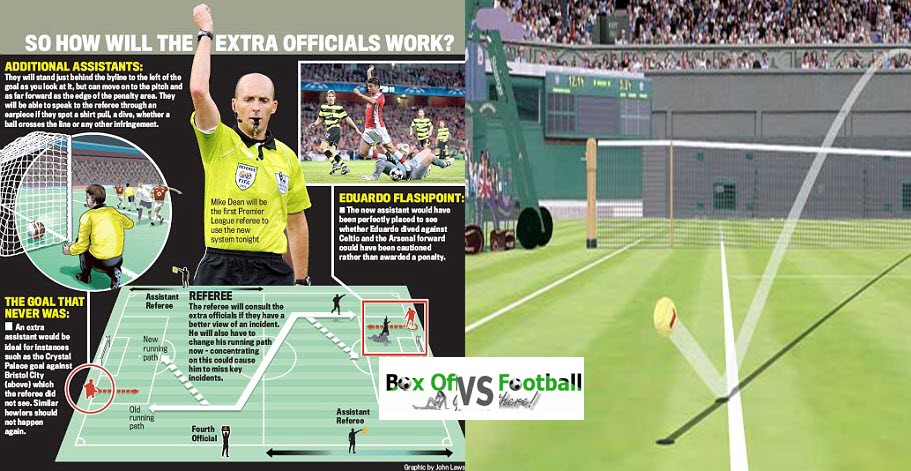 SO HOW WILL THE EXTRA OFFICIALS WORK?
ADDITIONAL ASSISTANTS:
They will stand just behind the byline to the left of the
goal as you look at it, but can move on to the pitch and
as far forward as the edge of the penalty area. They
will be able to speak to the referee through an
earpiece if they spot a shirt pull, a dive, whether a
ball crosses the line or any other infringement.
Mike Dean will be
the first Premier
League referee to
use the new
system tonight
EDUARDO FLASHPOINT:
■ The new assistant would have
been perfectly placed to see
whether Eduardo dived against
Celtic and the Arsenal forward
could have been cautioned
rather than awarded a penalty.
THE GOAL THAT
NEVER WAS:
■ An extra
assistant would be
ideal for instances
such as the Crystal
Palace goal against
Bristol City
(above) which
the referee did
not see. Similar
howlers should
not happen
again.
Assistant
Referee
REFEREE
The referee will consult the
extra officials if they have a
better view of an incident.
He will also have to
change his running path
now - concentrating
on this could cause
him to miss key
incidents.
New
running
path
Old
running
path
Fourth
Official
Assistant
Referee
Box Of Football
VS
here!
Graphic by John Laws